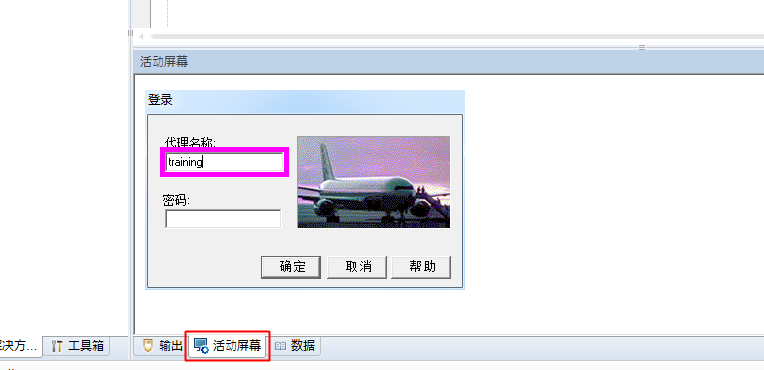 活动屏幕
登录
代理名称:
training
密码:
确定 取消 帮助
解决方... 工具箱 输出 活动屏幕 数据